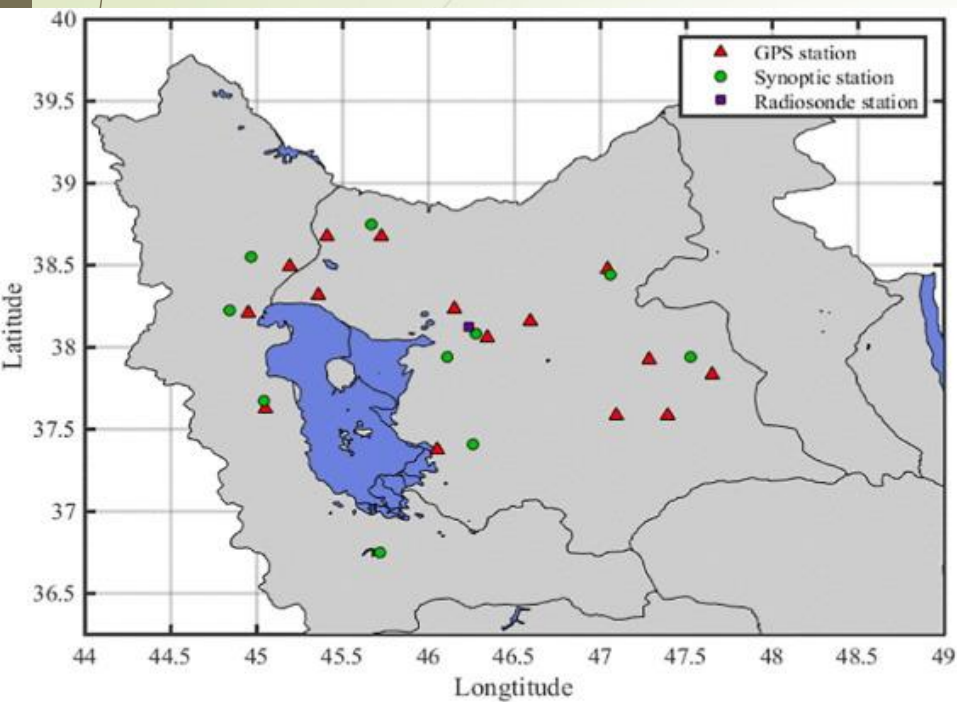 40
39.5
39
38.5
38
37.5
37
36.5
Latitude
GPS station
Synoptic station
Radiosonde station
44 44.5 45 45.5 46 46.5 47 47.5 48 48.5 49
Longtitude